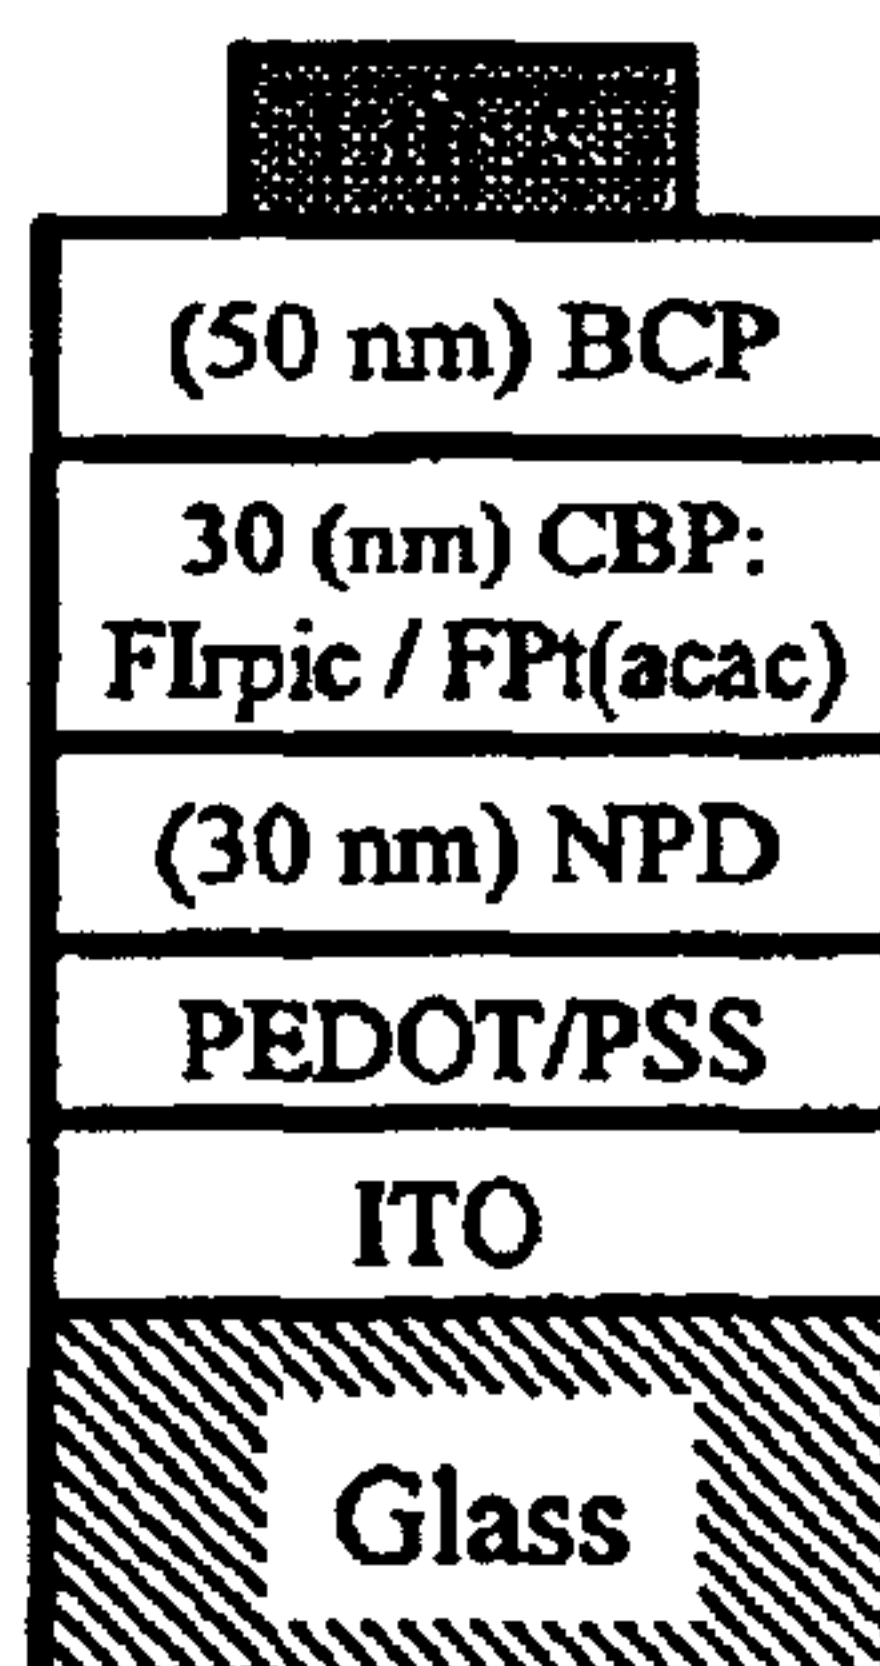 (50 nm) BCP
30 (nm) CBP:
FIrpic / FPt(acac)
(30 nm) NPD
PEDOT/PSS
ITO
Glass